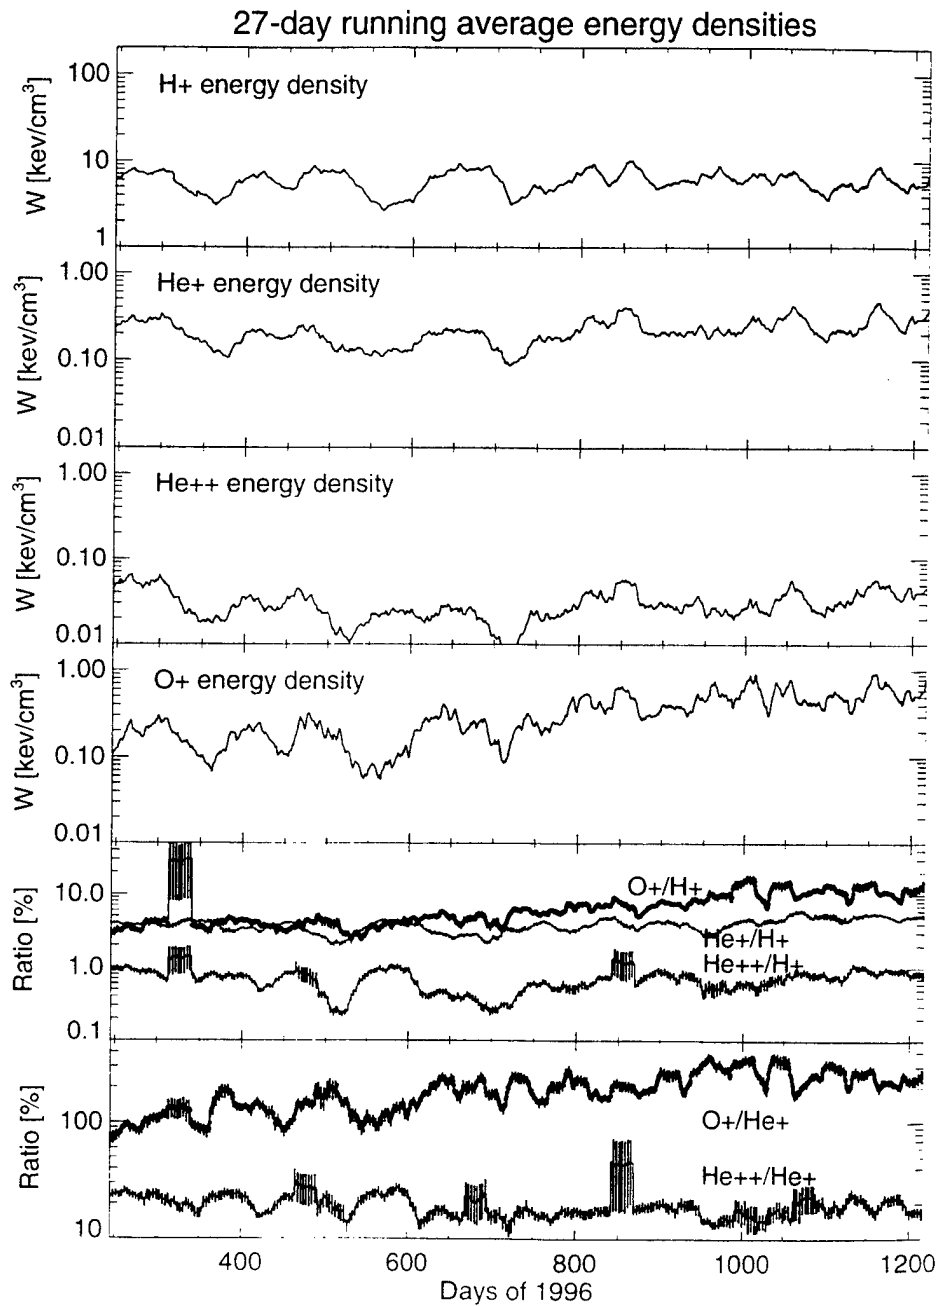 27-day running average energy densities
100
H+ energy density
W [kev/cm³]
10
1
1.00
He+ energy density
W [kev/cm³]
0.10
0.01
1.00
He++ energy density
W [kev/cm³]
0.10
0.01
1.00
O+ energy density
W [kev/cm³]
0.10
0.01
10.0
O+/H+
Ratio [%]
He+/H+
1.0
He++/H+
0.1
100
O+/He+
Ratio [%]
He++/He+
10
400 600 800 1000 1200
Days of 1996